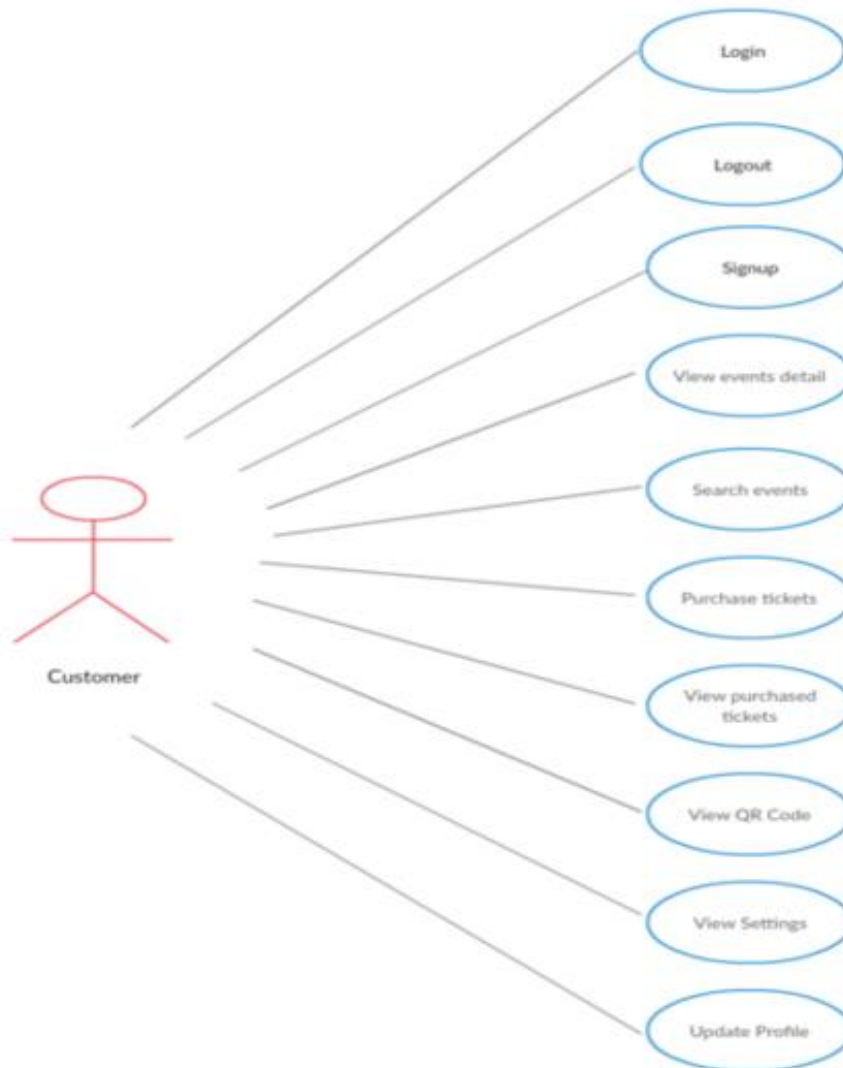 Login
Logout
Signup
View events detail
Search events
Purchase tickets
Customer
View purchased
tickets
View QR Code
View Settings
Update Profile